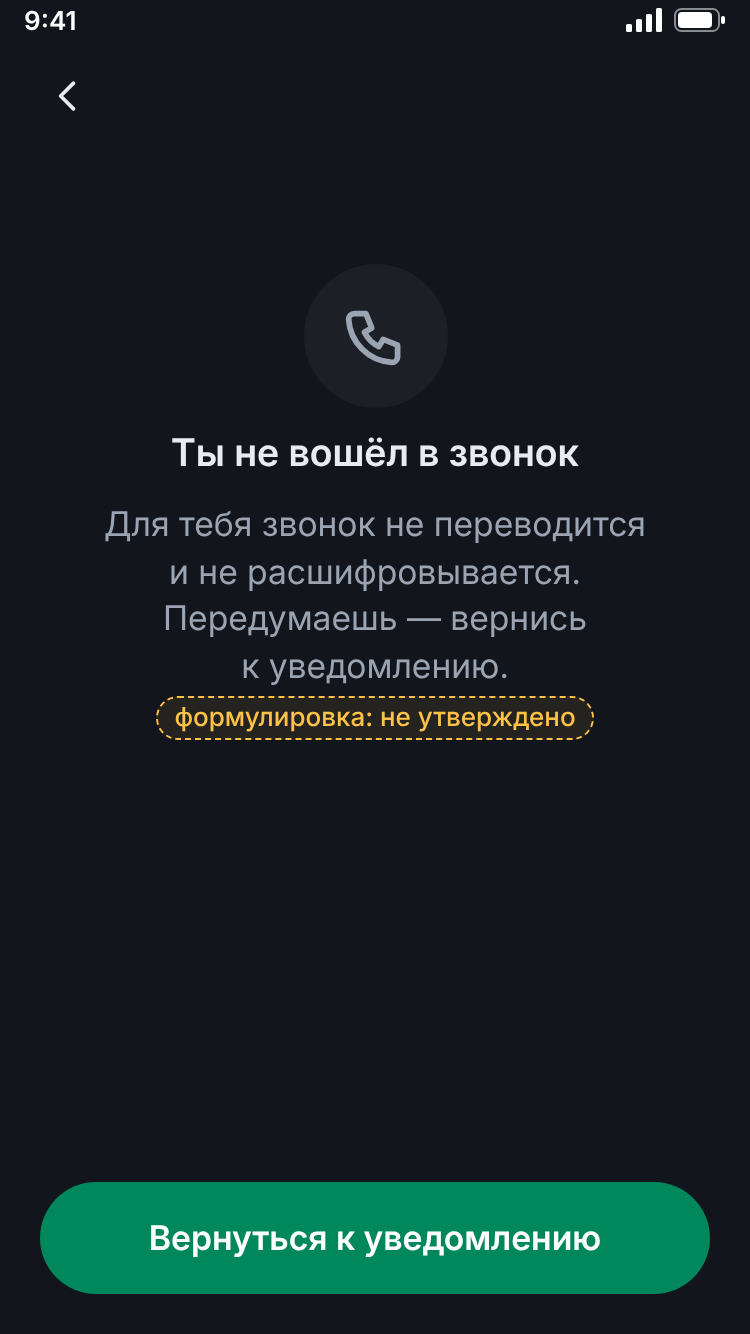 9:41
Ты не вошёл в звонок
Для тебя звонок не переводится
и не расшифровывается.
Передумаешь — вернись
к уведомлению.
формулировка: не утверждено
Вернуться к уведомлению